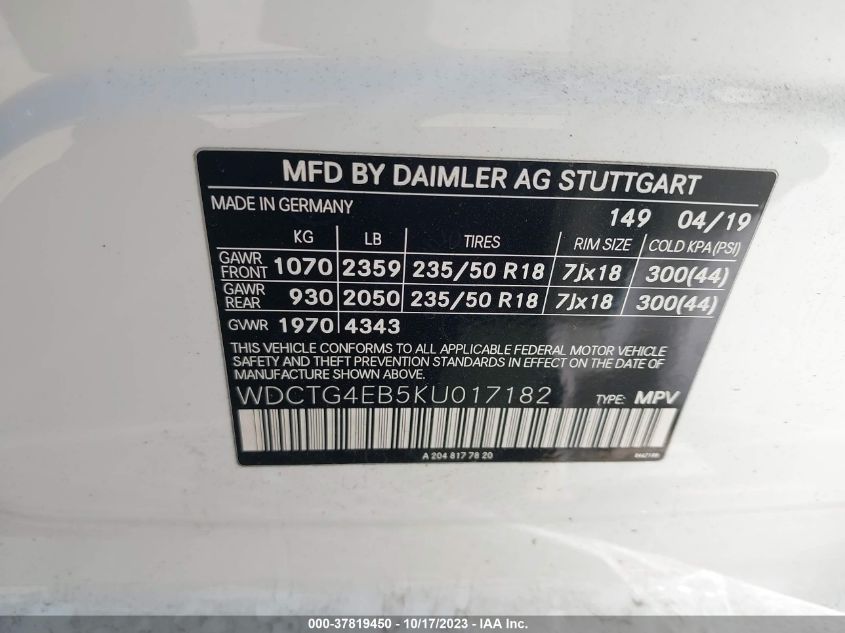 MFD BY DAIMLER AG STUTTGART
MADE IN GERMANY 149 04/19
KG LB TIRES RIM SIZE COLD KPA(PSI)
GAWR FRONT 1070 2359 235/50 R18 7Jx18 300(44)
GAWR REAR 930 2050 235/50 R18 7Jx18 300(44)
GVWR 1970 4343
THIS VEHICLE CONFORMS TO ALL APPLICABLE FEDERAL MOTOR VEHICLE
SAFETY AND THEFT PREVENTION STANDARDS IN EFFECT ON THE DATE OF
MANUFACTURE SHOWN ABOVE.
WDCTG4EB5KU017182 TYPE: MPV
A 204 817 78 20
000-37819450 - 10/17/2023 - IAA Inc.